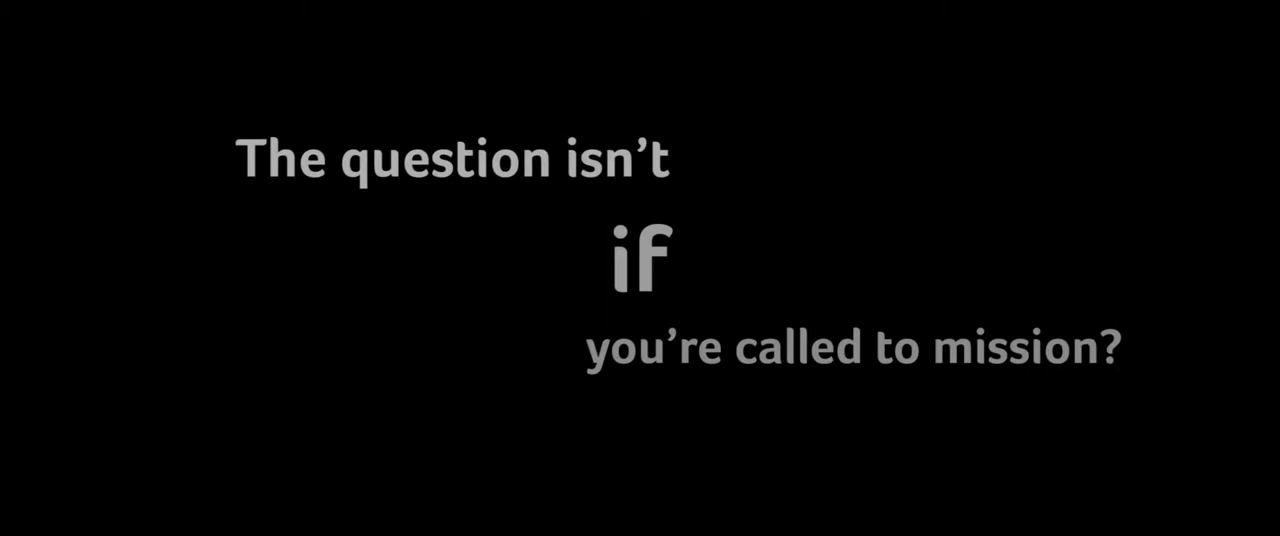 The question isn’t
if
you’re called to mission?